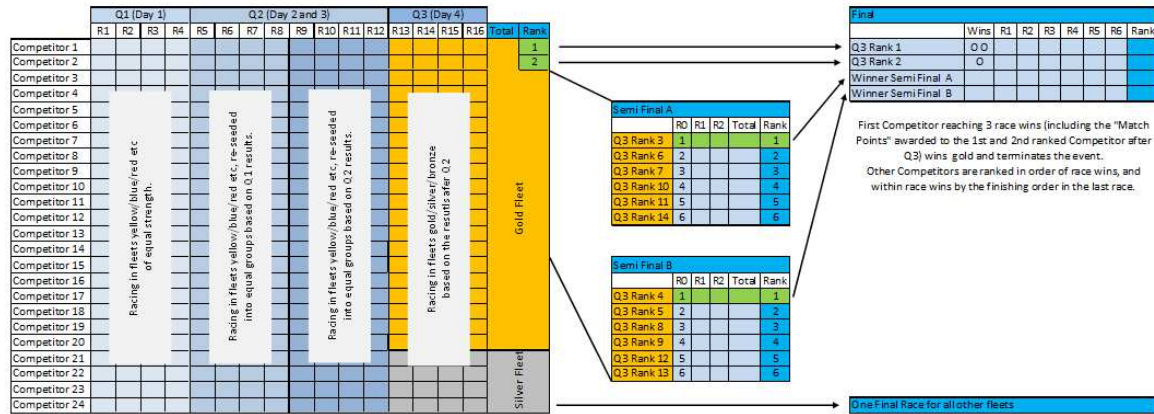 Q1 (Day 1) Q2 (Day 2 and 3) Q3 (Day 4)
R1 R2 R3 R4 R5 R6 R7 R8 R9 R10 R11 R12 R13 R14 R15 R16 Total Rank
Competitor 1 1
Competitor 2 2
Competitor 3
Competitor 4
Competitor 5
Competitor 6
Competitor 7
Competitor 8
Competitor 9
Competitor 10
Competitor 11
Competitor 12
Competitor 13
Competitor 14
Competitor 15
Competitor 16
Competitor 17
Competitor 18
Competitor 19
Competitor 20
Competitor 21
Competitor 22
Competitor 23
Competitor 24
Racing in fleets yellow/blue/red etc
of equal strength.
Racing in fleets yellow/blue/red etc, re-seeded
into equal groups based on Q1 results.
Racing in fleets yellow/blue/red etc, re-seeded
into equal groups based on Q2 results.
Racing in fleets gold/silver/bronze
based on the resutls afer Q2
Gold Fleet
Silver Fleet
Semi Final A
R0 R1 R2 Total Rank
Q3 Rank 3 1 1
Q3 Rank 6 2 2
Q3 Rank 7 3 3
Q3 Rank 10 4 4
Q3 Rank 11 5 5
Q3 Rank 14 6 6
Semi Final B
R0 R1 R2 Total Rank
Q3 Rank 4 1 1
Q3 Rank 5 2 2
Q3 Rank 8 3 3
Q3 Rank 9 4 4
Q3 Rank 12 5 5
Q3 Rank 13 6 6
Final
Wins R1 R2 R3 R4 R5 R6 Rank
Q3 Rank 1 O O
Q3 Rank 2 O
Winner Semi Final A
Winner Semi Final B
First Competitor reaching 3 race wins (including the "Match
Points" awarded to the 1st and 2nd ranked Competitor after
Q3) wins gold and terminates the event.
Other Competitors are ranked in order of race wins, and
within race wins by the finishing order in the last race.
One Final Race for all other fleets